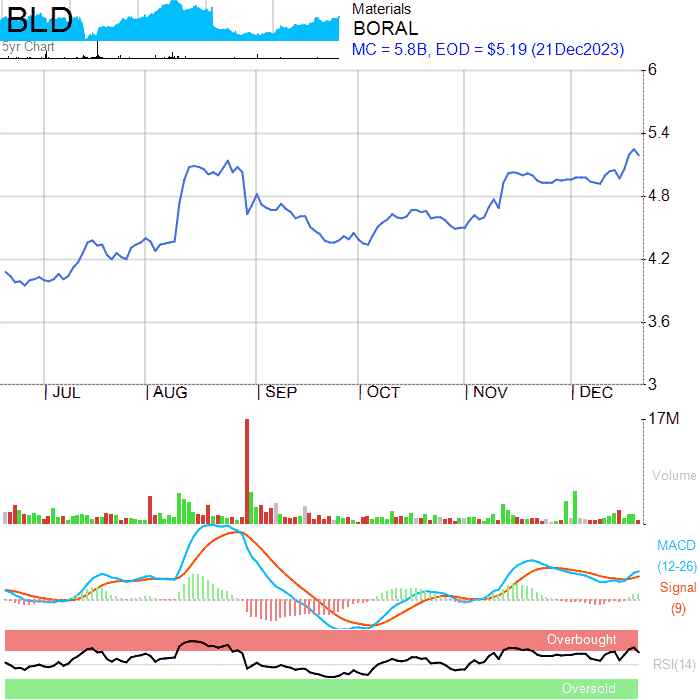 BLD
5yr Chart
Materials
BORAL
MC = 5.8B, EOD = $5.19 (21Dec2023)
6
5.4
4.8
4.2
3.6
3
JUL AUG SEP OCT NOV DEC
17M
Volume
MACD
(12-26)
Signal
(9)
Overbought
RSI(14)
Oversold